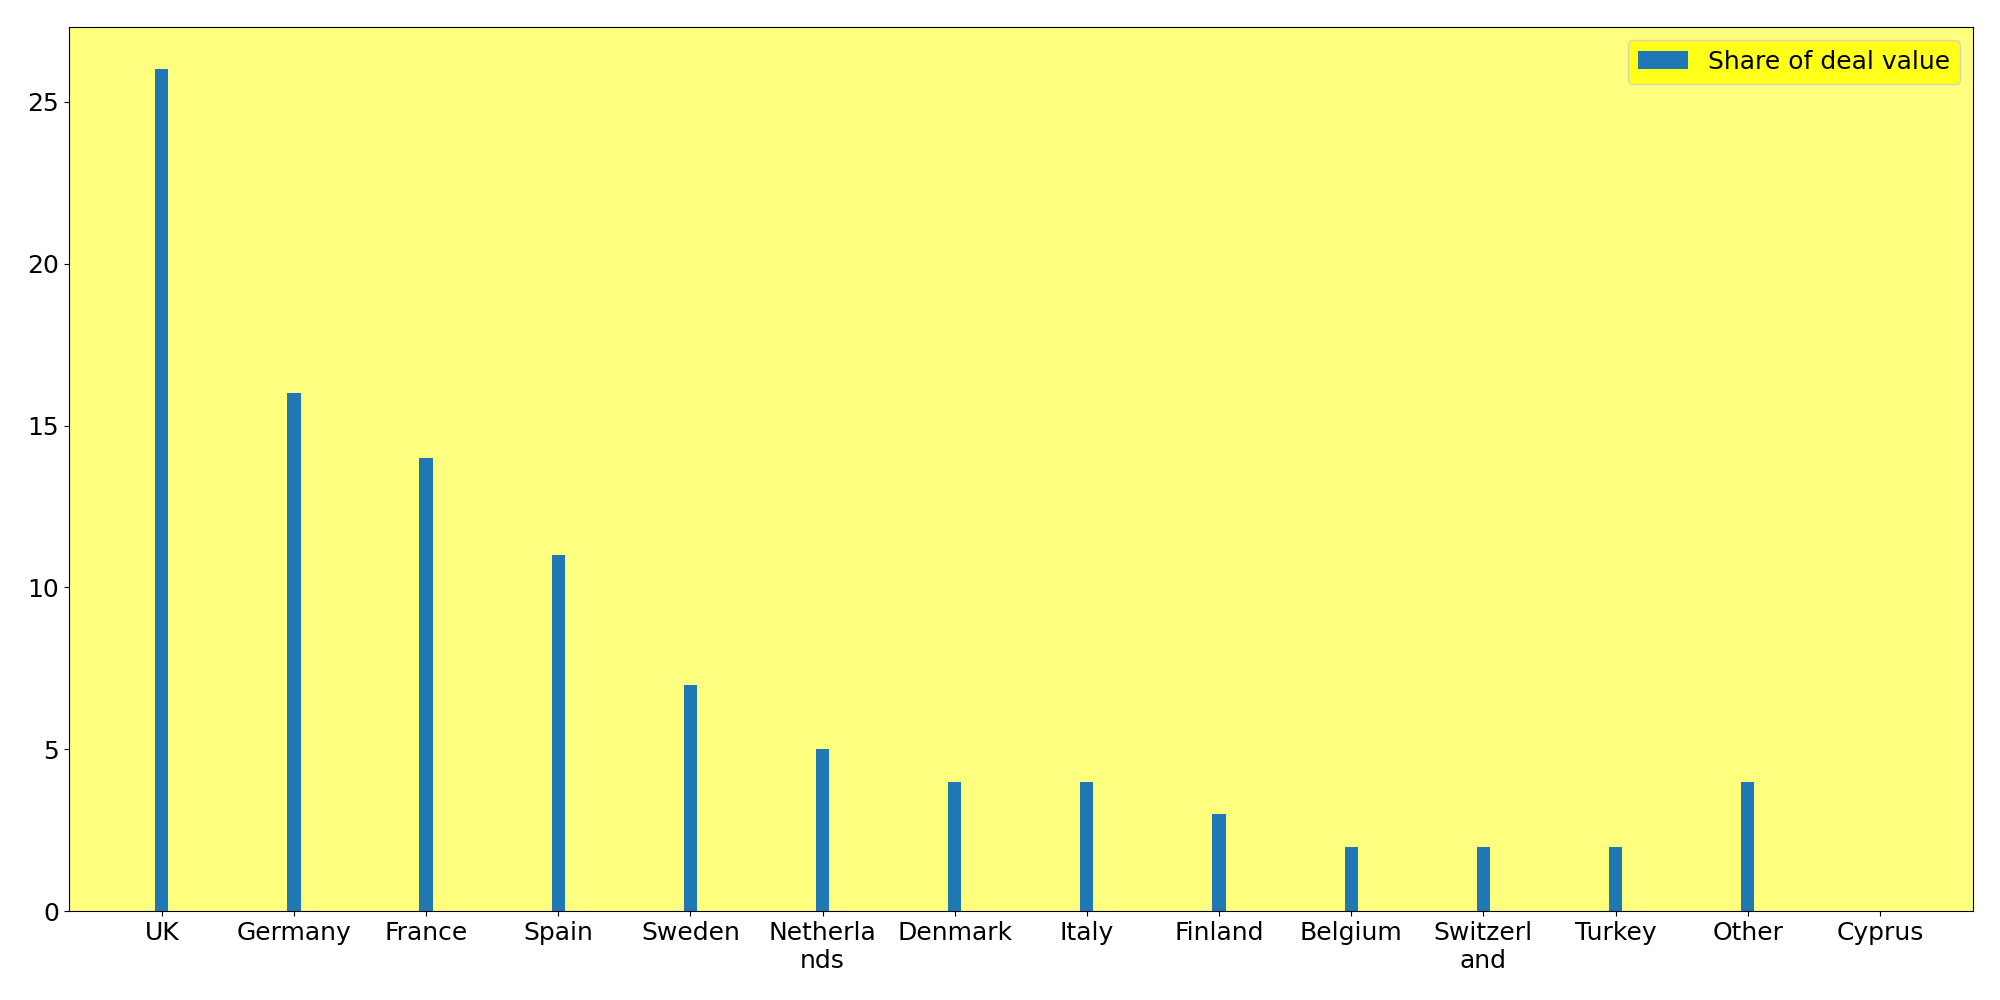 Share of deal value
25
20
15
10
5
0
UK Germany France Spain Sweden Netherla Denmark Italy Finland Belgium Switzerl Turkey Other Cyprus
nds and